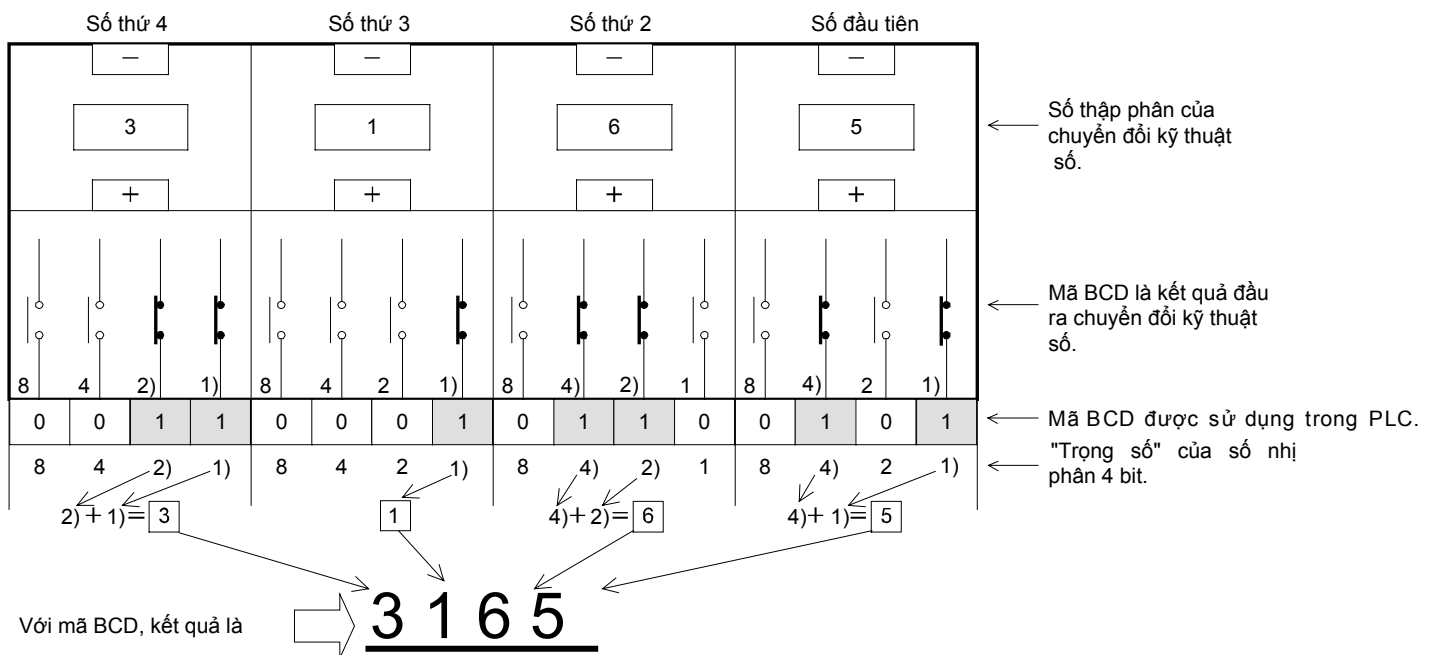 Số thứ 4 Số thứ 3 Số thứ 2 Số đầu tiên
− − − −
3 1 6 5
Số thập phân của
chuyển đổi kỹ thuật
số.
+ + + +
Mã BCD là kết quả đầu
ra chuyển đổi kỹ thuật
số.
8 4 2) 1) 8 4 2 1) 8 4) 2) 1 8 4) 2 1)
0 0 1 1 0 0 0 1 0 1 1 0 0 1 0 1
Mã BCD được sử dụng trong PLC.
8 4 2) 1) 8 4 2 1) 8 4) 2) 1 8 4) 2 1)
"Trọng số" của số nhị
phân 4 bit.
2)+ 1)= 3 1 4)+ 2)= 6 4)+ 1)= 5
Với mã BCD, kết quả là 3 1 6 5